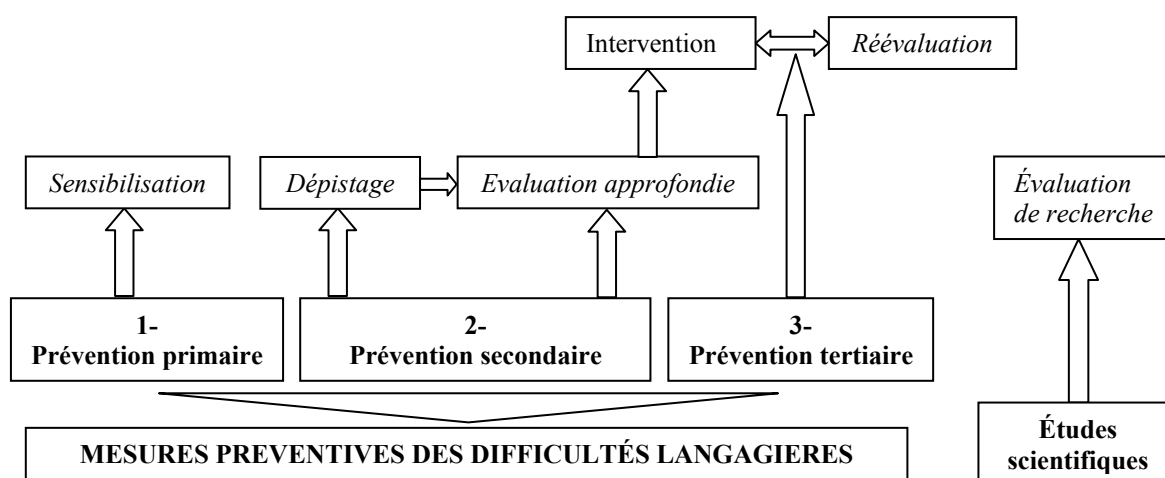 Intervention
Réévaluation
Sensibilisation
Dépistage
Evaluation approfondie
Évaluation
de recherche
1-
Prévention primaire
2-
Prévention secondaire
3-
Prévention tertiaire
MESURES PREVENTIVES DES DIFFICULTÉS LANGAGIERES
Études
scientifiques